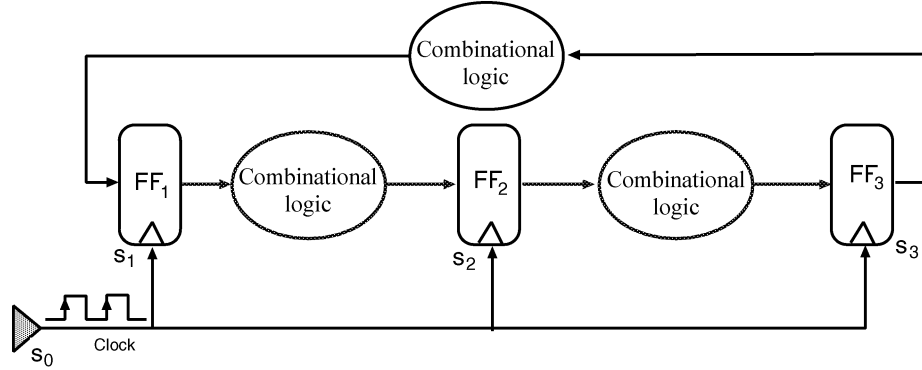 Combinational
logic
FF1
Combinational
logic
FF2
Combinational
logic
FF3
s1
s2
s3
s0
Clock